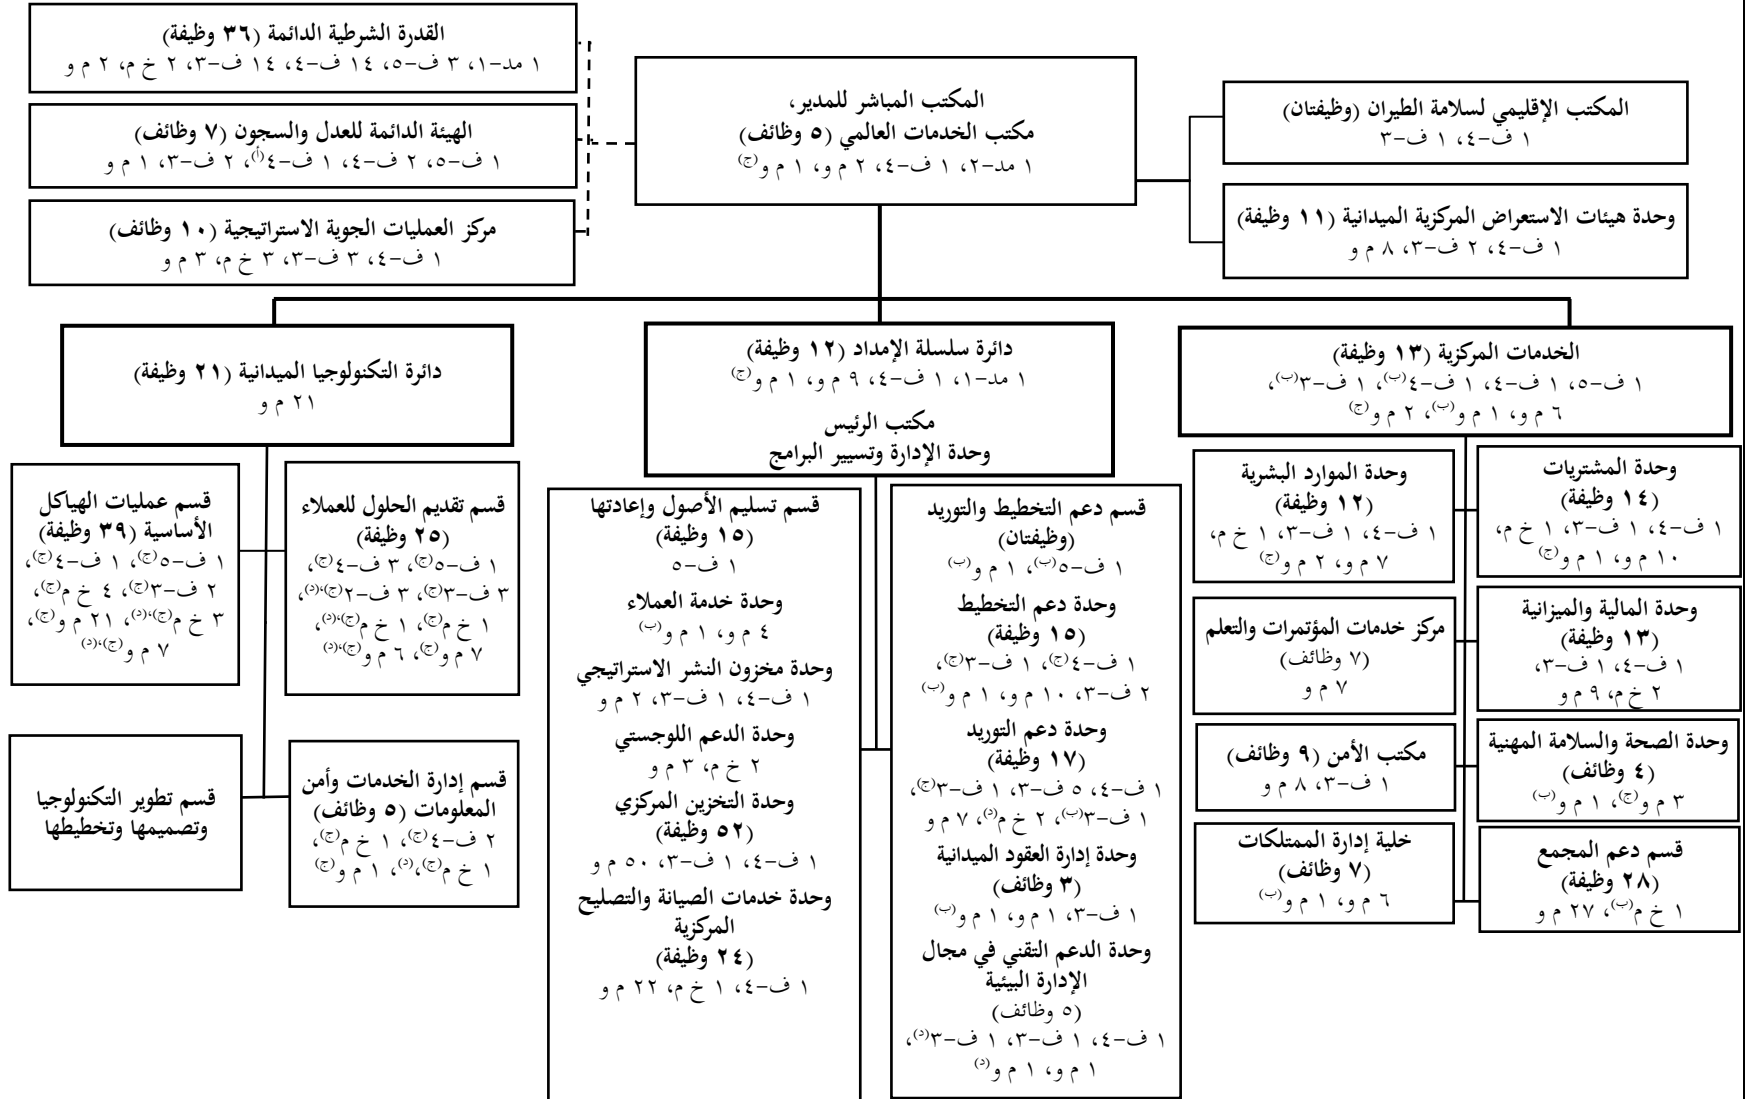 القدرة الشرطية الدائمة (٣٦ وظيفة)
١ مد-١، ٣ ف-٥، ١٤ ف-٤، ١٤ ف-٣، ٢ خ م، ٢ م و
الهيئة الدائمة للعدل والسجون (٧ وظائف)
١ ف-٥، ٢ ف-٤، ١ ف-٤(أ)، ٢ ف-٣، ١ م و
مركز العمليات الجوية الاستراتيجية (١٠ وظائف)
١ ف-٤، ٣ ف-٣، ٣ خ م، ٣ م و
المكتب المباشر للمدير،
مكتب الخدمات العالمي (٥ وظائف)
١ مد-٢، ١ ف-٤، ٢ م و، ١ م و(ج)
المكتب الإقليمي لسلامة الطيران (وظيفتان)
١ ف-٤، ١ ف-٣
وحدة هيئات الاستعراض المركزية الميدانية (١١ وظيفة)
١ ف-٤، ٢ ف-٣، ٨ م و
الخدمات المركزية (١٣ وظيفة)
١ ف-٥، ١ ف-٤، ١ ف-٤(ب)، ١ ف-٣(ب)،
٦ م و، ١ م و(ب)، ٢ م و(ج)
دائرة سلسلة الإمداد (١٢ وظيفة)
١ مد-١، ١ ف-٤، ٩ م و، ١ م و(ج)
مكتب الرئيس
وحدة الإدارة وتسيير البرامج
دائرة التكنولوجيا الميدانية (٢١ وظيفة)
٢١ م و
وحدة المشتريات
(١٤ وظيفة)
١ ف-٤، ١ ف-٣، ١ خ م،
١٠ م و، ١ م و(ج)
وحدة الموارد البشرية
(١٢ وظيفة)
١ ف-٤، ١ ف-٣، ١ خ م،
٧ م و، ٢ م و(ج)
وحدة المالية والميزانية
(١٣ وظيفة)
١ ف-٤، ١ ف-٣،
٢ خ م، ٩ م و
مركز خدمات المؤتمرات والتعلم
(٧ وظائف)
٧ م و
وحدة الصحة والسلامة المهنية
(٤ وظائف)
٣ م و(ج)، ١ م و(ب)
مكتب الأمن (٩ وظائف)
١ ف-٣، ٨ م و
قسم دعم المجمع
(٢٨ وظيفة)
١ خ م(ب)، ٢٧ م و
خلية إدارة الممتلكات
(٧ وظائف)
٦ م و، ١ م و(ب)
قسم دعم التخطيط والتوريد
(وظيفتان)
١ ف-٥(ب)، ١ م و(ب)
وحدة دعم التخطيط
(١٥ وظيفة)
١ ف-٤(ج)، ١ ف-٣(ج)،
٢ ف-٣، ١٠ م و، ١ م و(ب)
وحدة دعم التوريد
(١٧ وظيفة)
١ ف-٤، ٥ ف-٣، ١ ف-٣(ج)،
١ ف-٣(ب)، ٢ خ م(د)، ٧ م و
وحدة إدارة العقود الميدانية
(٣ وظائف)
١ ف-٣، ١ م و، ١ م و(ب)
وحدة الدعم التقني في مجال
الإدارة البيئية
(٥ وظائف)
١ ف-٤، ١ ف-٣، ١ ف-٣(د)،
١ م و، ١ م و(د)
قسم تسليم الأصول وإعادتها
(١٥ وظيفة)
١ ف-٥
وحدة خدمة العملاء
٤ م و، ١ م و(ب)
وحدة مخزون النشر الاستراتيجي
١ ف-٤، ١ ف-٣، ٢ م و
وحدة الدعم اللوجستي
٢ خ م، ٣ م و
وحدة التخزين المركزي
(٥٢ وظيفة)
١ ف-٤، ١ ف-٣، ٥٠ م و
وحدة خدمات الصيانة والتصليح
المركزية
(٢٤ وظيفة)
١ ف-٤، ١ خ م، ٢٢ م و
قسم تقديم الحلول للعملاء
(٢٥ وظيفة)
١ ف-٥(ج)، ٣ ف-٤(ج)،
٣ ف-٣(ج)، ٣ ف-٢(ج)،(د)،
١ خ م(ج)، ١ خ م(ج)،(د)،
٧ م و(ج)، ٦ م و(ج)،(د)
قسم عمليات الهياكل
الأساسية (٣٩ وظيفة)
١ ف-٥(ج)، ١ ف-٤(ج)،
٢ ف-٣(ج)، ٤ خ م(ج)،
٣ خ م(ج)،(د)، ٢١ م و(ج)،
٧ م و(ج)،(د)
قسم إدارة الخدمات وأمن
المعلومات (٥ وظائف)
٢ ف-٤(ج)، ١ خ م(ج)،
١ خ م(ج)،(د)، ١ م و(ج)
قسم تطوير التكنولوجيا
وتصميمها وتخطيطها